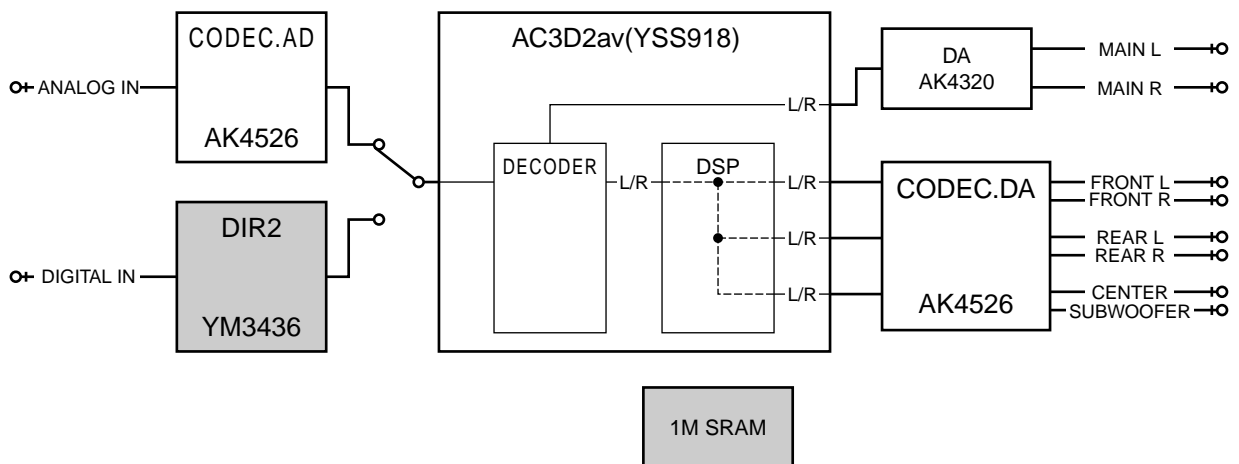 CODEC.AD
AK4526
ANALOG IN
DIR2
YM3436
DIGITAL IN
AC3D2av(YSS918)
DECODER
L/R
DSP
L/R
L/R
L/R
L/R
DA
AK4320
MAIN L
MAIN R
CODEC.DA
AK4526
FRONT L
FRONT R
REAR L
REAR R
CENTER
SUBWOOFER
1M SRAM